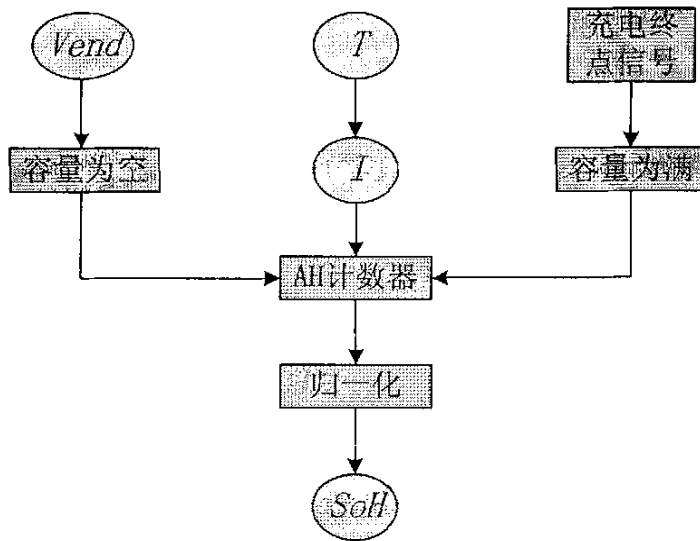 Vend
T
充电终
点信号
容量为空
I
容量为满
AH计数器
归一化
SoH